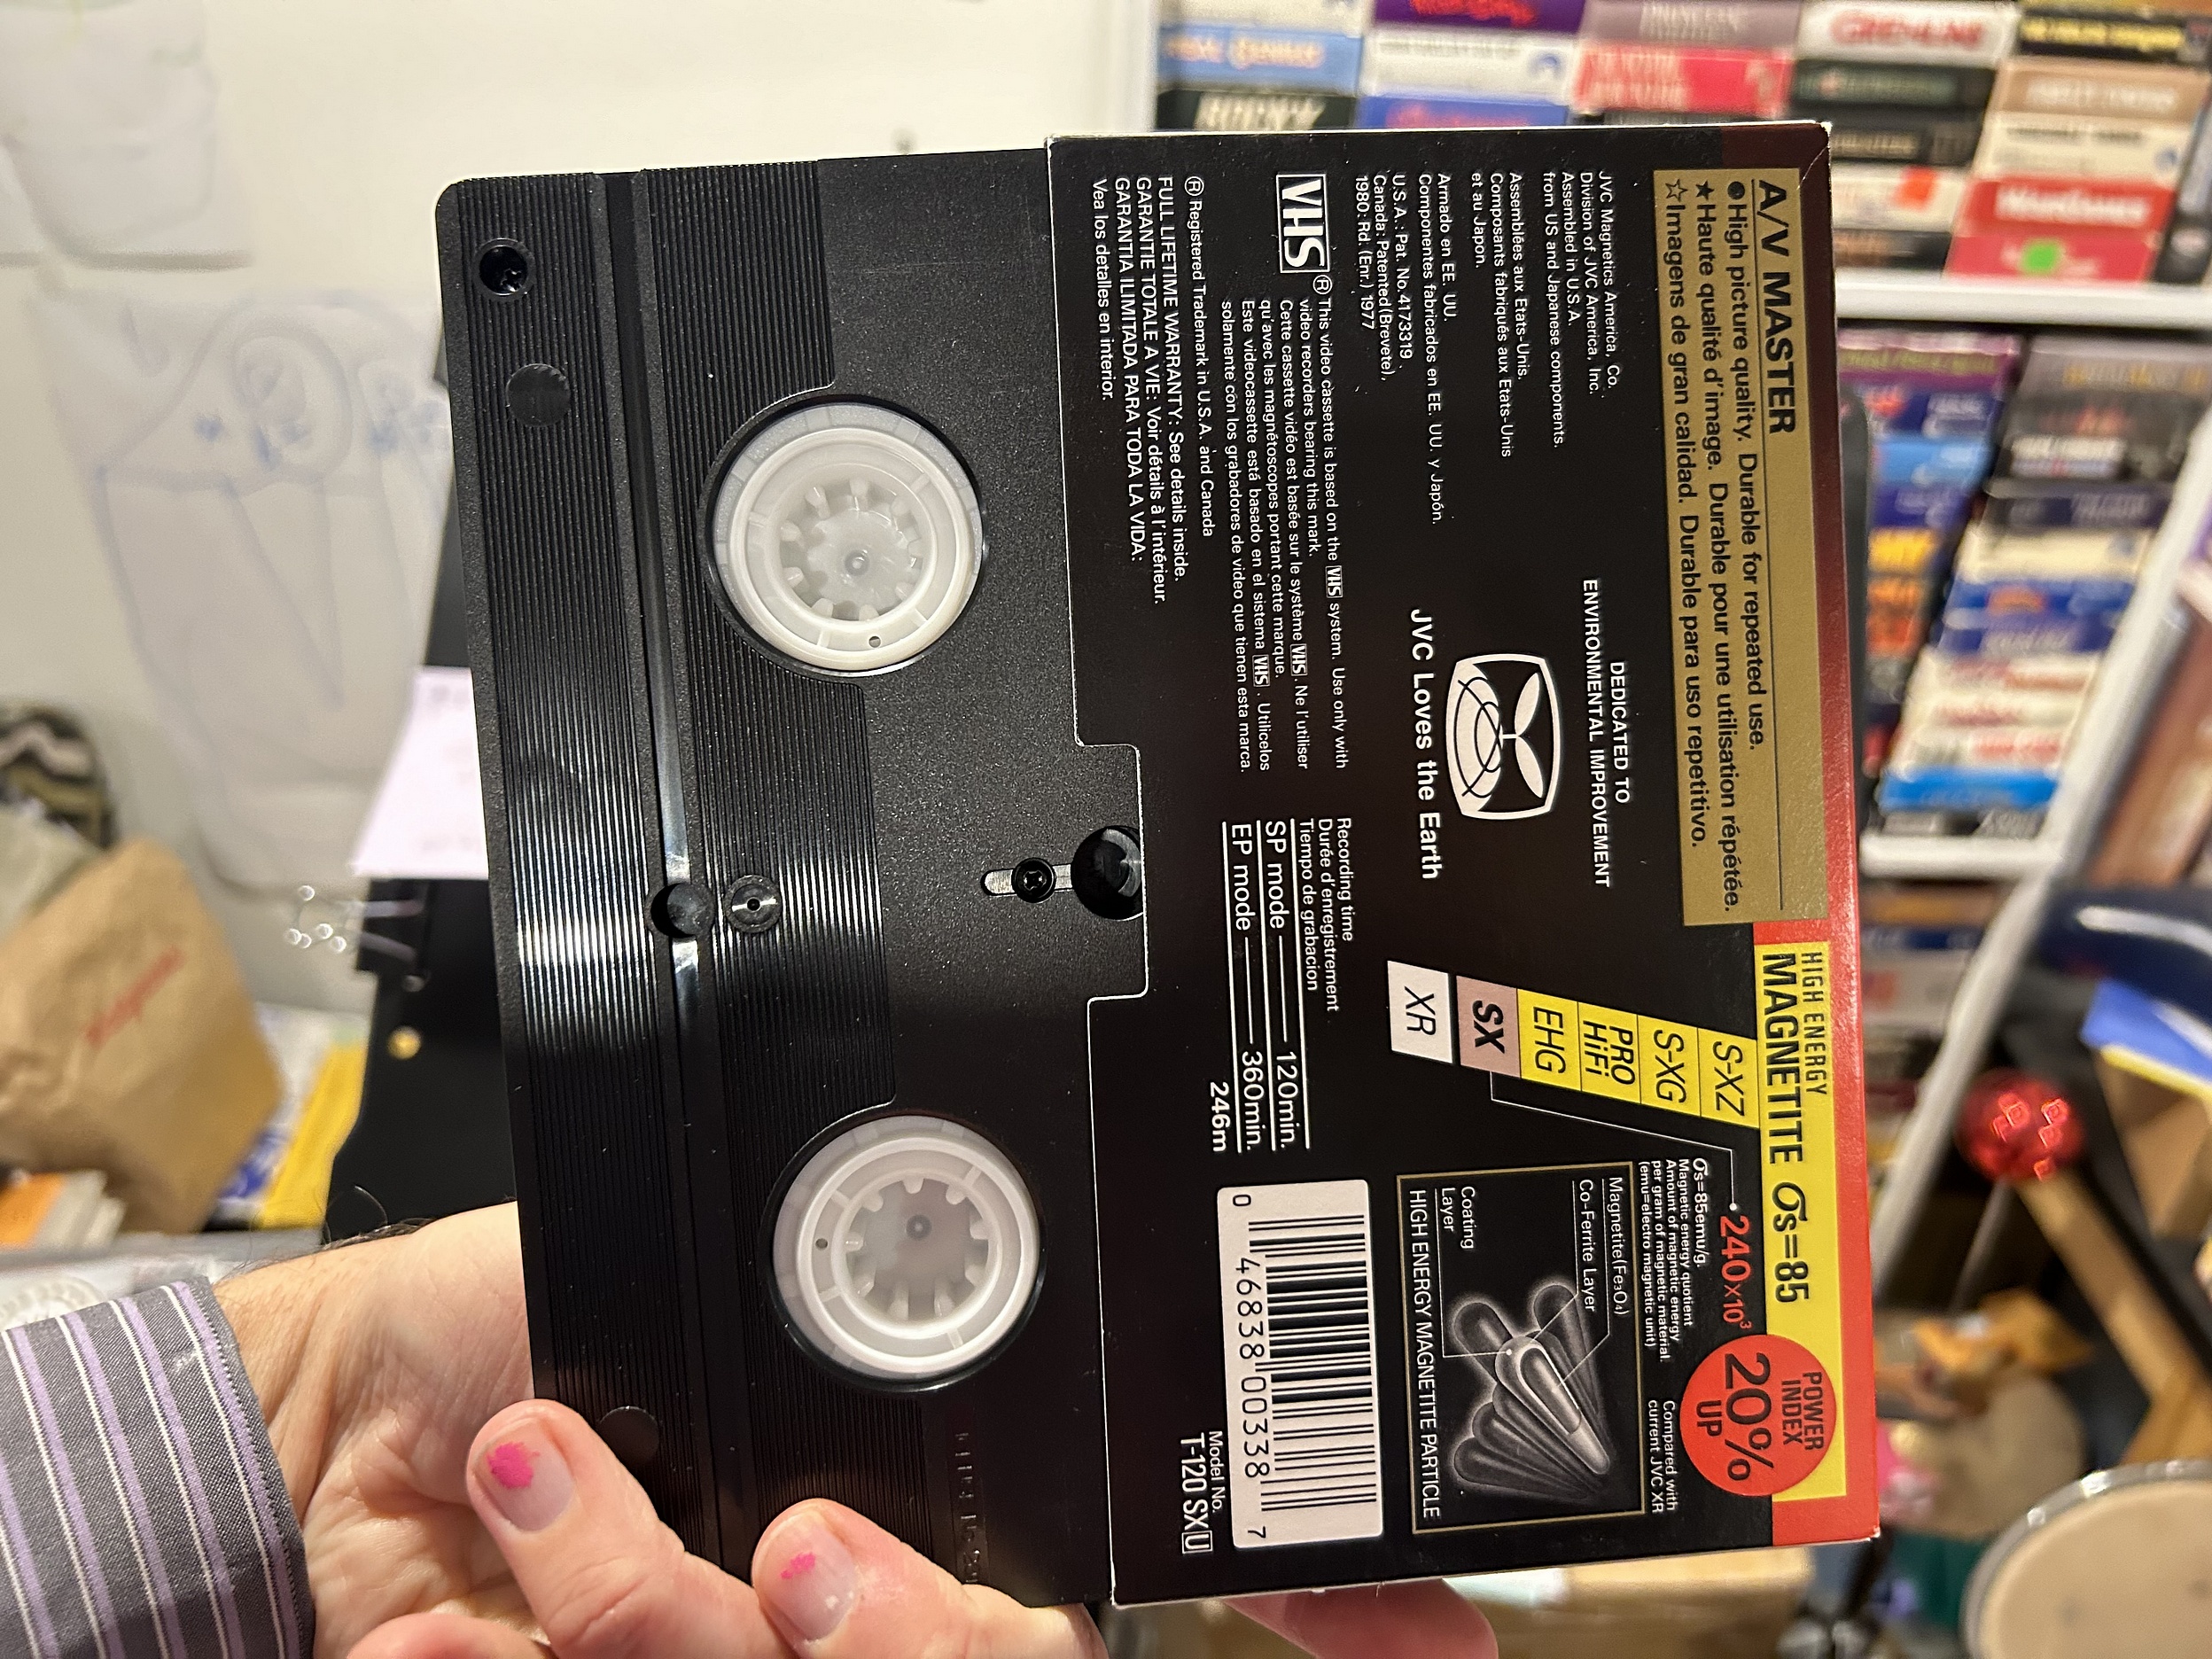 A/V MASTER
●High picture quality. Durable for repeated use.
★Haute qualité d'image. Durable pour une utilisation répétée.
☆Imagens de gran calidad. Durable para uso repetitivo.
HIGH ENERGY
MAGNETITE σs=85
POWER
INDEX
20%
UP
JVC Magnetics America, Co.
Division of JVC America, Inc.
Assembled in U.S.A.
from US and Japanese components.
Assemblées aux Etats-Unis.
Composants fabriqués aux Etats-Unis
et au Japon.
Armado en EE. UU.
Componentes fabricados en EE. UU. y Japón.
U.S.A.: Pat. No.4173319.
Canada: Patented(Brevete),
1980: Rd. (Enr.) 1977
DEDICATED TO
ENVIRONMENTAL IMPROVEMENT
JVC Loves the Earth
S-XZ
S-XG
PRO
HiFi
EHG
SX
XR
240×10³
σs=85emu/g.
Magnetic energy quotient
Amount of magnetic energy
per gram of magnetic material.
(emu=electro magnetic unit)
Compared with
current JVC XR
Magnetite(Fe₃O₄)
Co-Ferrite Layer
Coating
Layer
HIGH ENERGY MAGNETITE PARTICLE
VHS®
This video cassette is based on the VHS system. Use only with
video recorders bearing this mark.
Cette cassette vidéo est basée sur le système VHS. Ne l'utiliser
qu'avec les magnétoscopes portant cette marque.
Este videocassette está basado en el sistema VHS. Utilicelos
solamente con los grabadores de video que tienen esta marca.
® Registered Trademark in U.S.A. and Canada
FULL LIFETIME WARRANTY: See details inside.
GARANTIE TOTALE A VIE: Voir détails à l'intérieur.
GARANTIA ILIMITADA PARA TODA LA VIDA:
Vea los detalles en interior.
Recording time
Durée d'enregistrement
Tiempo de grabacion
SP mode 120min.
EP mode 360min.
246m
0 46838 00338 7
Model No.
T-120 SX U
GREMLINS
ROCKY
WARGAMES